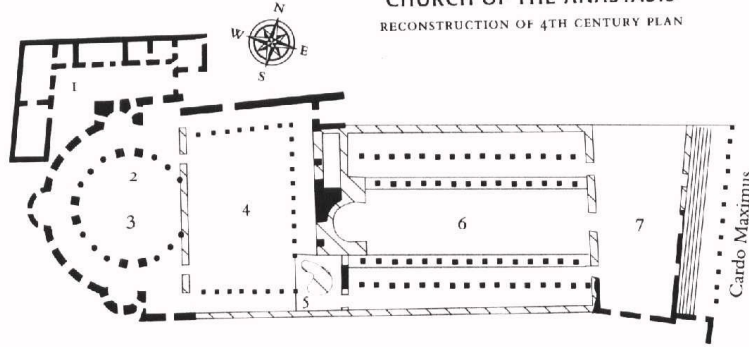 CHURCH OF THE ANASTASIS
RECONSTRUCTION OF 4TH CENTURY PLAN
N
W
E
S
1
2
3
4
5
6
7
Cardo Maximus